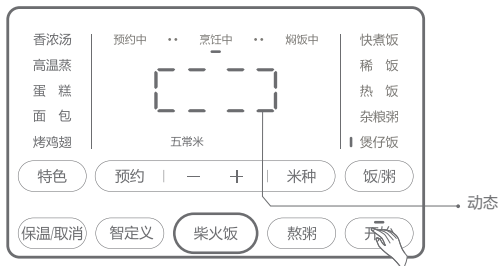 香浓汤 预约中 ·· 烹饪中 ·· 焖饭中 快煮饭
高温蒸 稀 饭
蛋 糕 热 饭
面 包 杂粮粥
烤鸡翅 五常米 煲仔饭
特色 预约 — + 米种 饭/粥
动态
保温/取消 智定义 柴火饭 熬粥 开